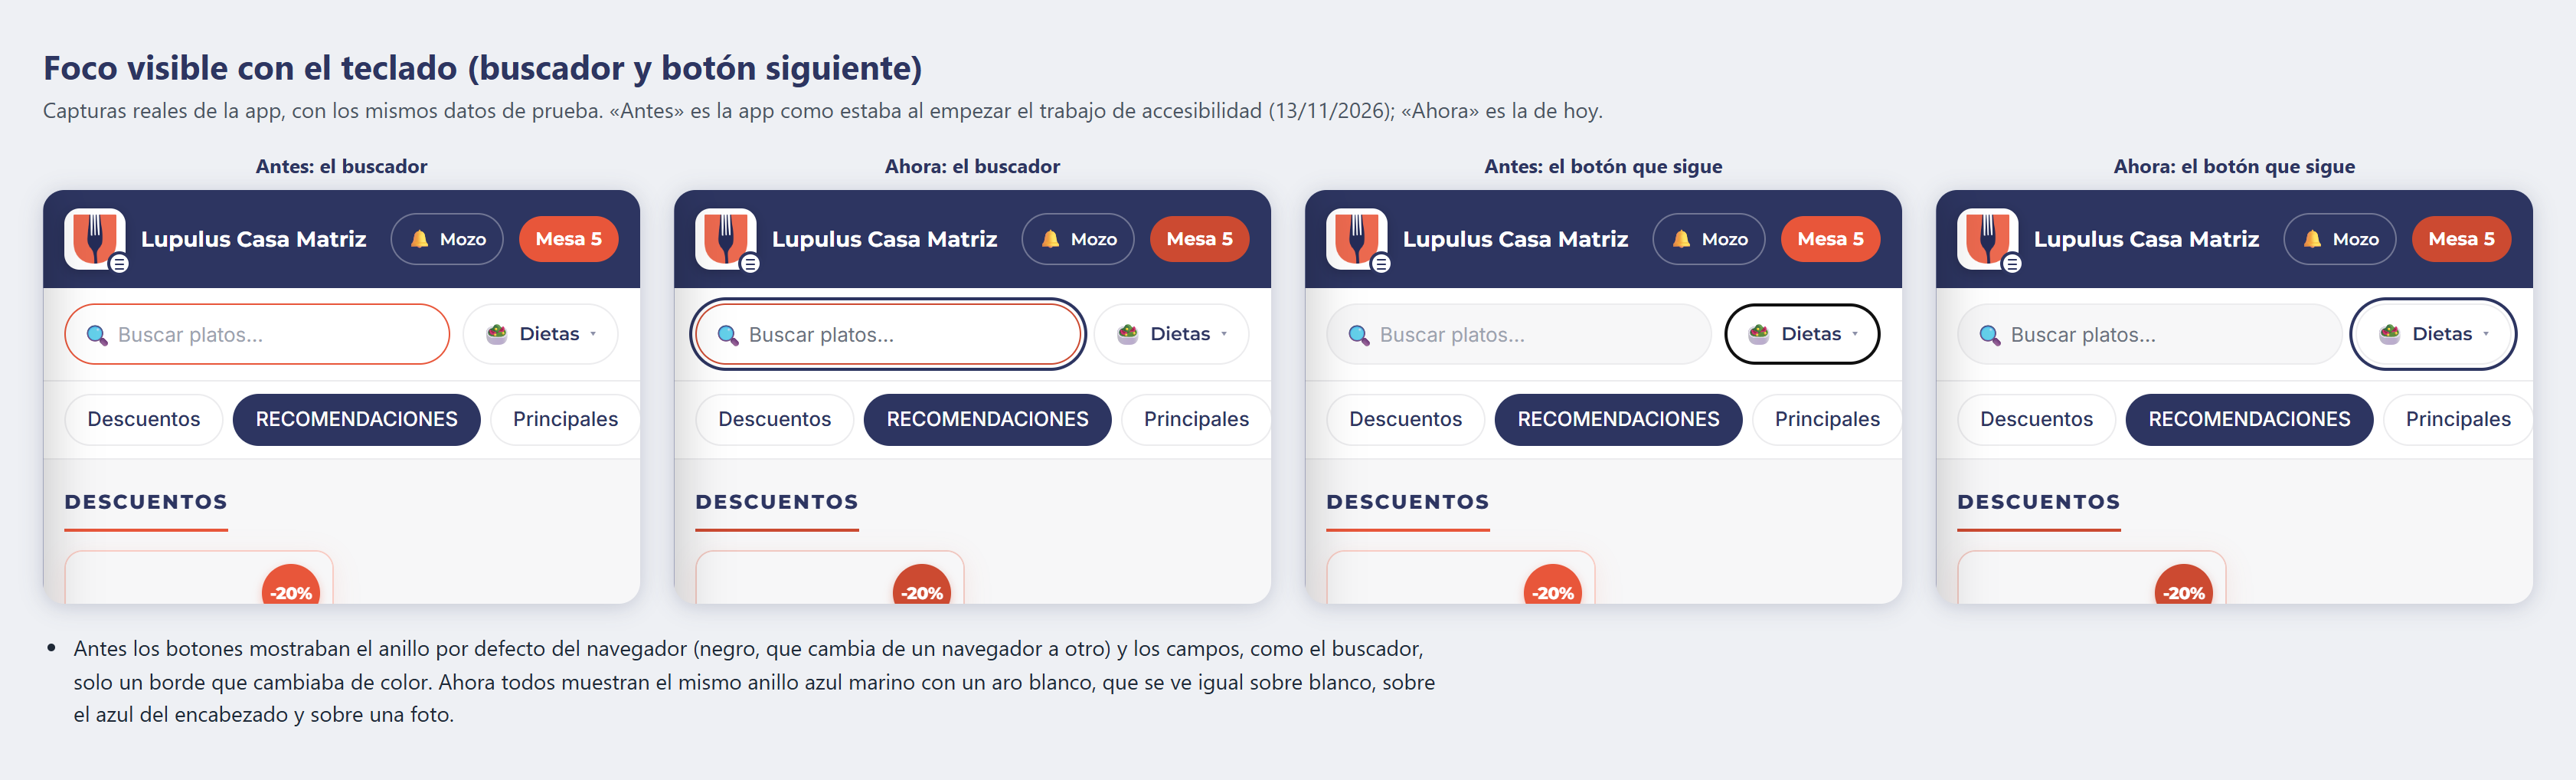 Foco visible con el teclado (buscador y botón siguiente)
Capturas reales de la app, con los mismos datos de prueba. «Antes» es la app como estaba al empezar el trabajo de accesibilidad (13/11/2026); «Ahora» es la de hoy.
Antes: el buscador
Lupulus Casa Matriz
Mozo
Mesa 5
Buscar platos...
Dietas
Descuentos
RECOMENDACIONES
Principales
DESCUENTOS
-20%
Ahora: el buscador
Lupulus Casa Matriz
Mozo
Mesa 5
Buscar platos...
Dietas
Descuentos
RECOMENDACIONES
Principales
DESCUENTOS
-20%
Antes: el botón que sigue
Lupulus Casa Matriz
Mozo
Mesa 5
Buscar platos...
Dietas
Descuentos
RECOMENDACIONES
Principales
DESCUENTOS
-20%
Ahora: el botón que sigue
Lupulus Casa Matriz
Mozo
Mesa 5
Buscar platos...
Dietas
Descuentos
RECOMENDACIONES
Principales
DESCUENTOS
-20%
• Antes los botones mostraban el anillo por defecto del navegador (negro, que cambia de un navegador a otro) y los campos, como el buscador,
solo un borde que cambiaba de color. Ahora todos muestran el mismo anillo azul marino con un aro blanco, que se ve igual sobre blanco, sobre
el azul del encabezado y sobre una foto.